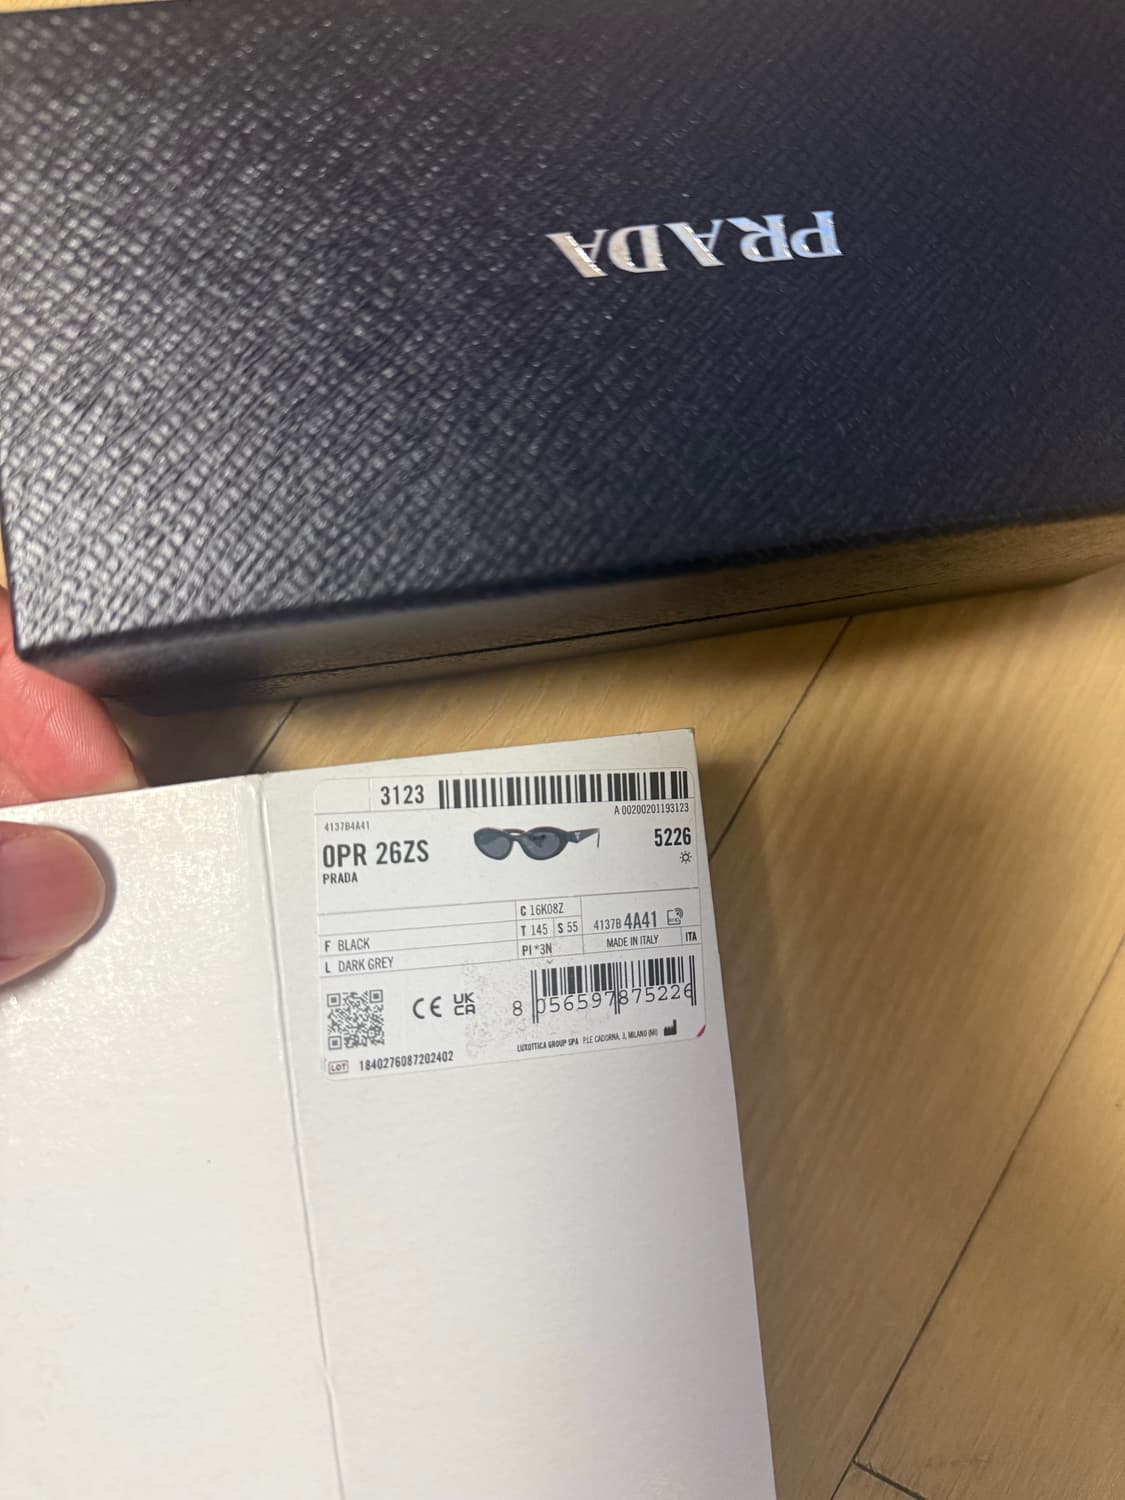 PRADA
3123
A 00200201193123
4137B4A41
0PR 26ZS
5226
PRADA
C 16K08Z
F BLACK
T 145 S 55
4137B 4A41
L DARK GREY
PI *3N
MADE IN ITALY
ITA
CE UK CA
8 056597 875226
LUXOTTICA GROUP SPA P.LE CADORNA, 3, MILANO (MI)
LOT 1840276087202402